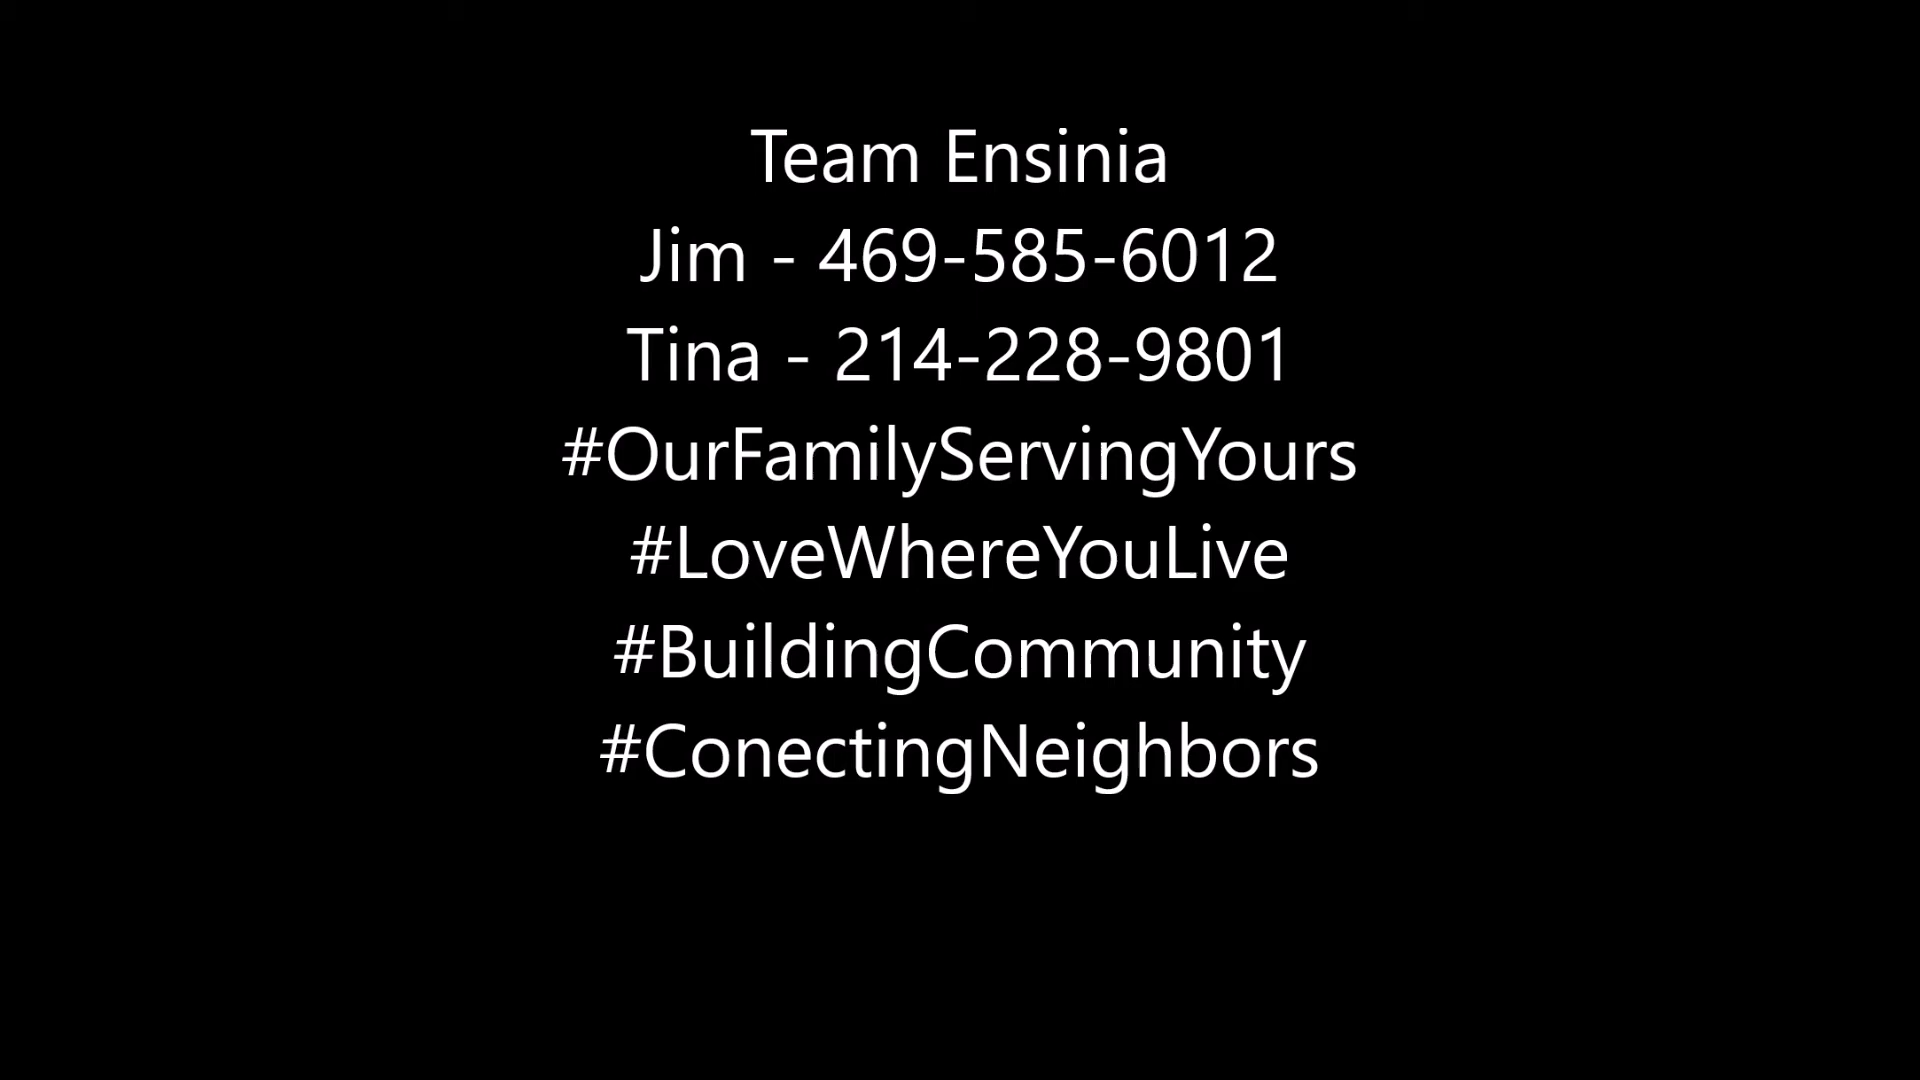 Team Ensinia
Jim - 469-585-6012
Tina - 214-228-9801
#OurFamilyServingYours
#LoveWhereYouLive
#BuildingCommunity
#ConectingNeighbors